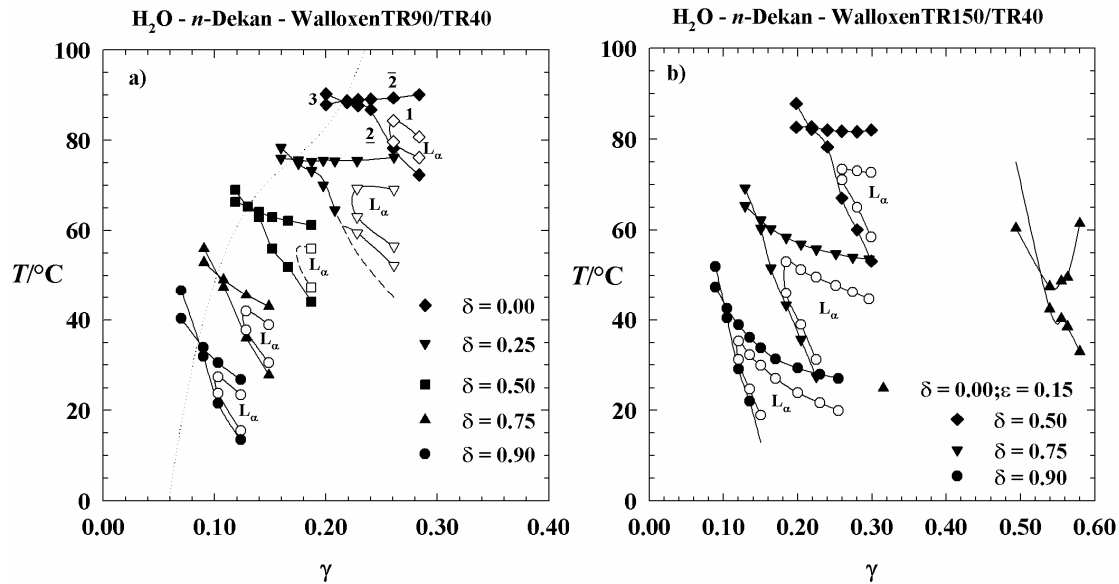 H₂O - n-Dekan - WalloxenTR90/TR40
a)
100
80
60
40
20
0
T/°C
0.00 0.10 0.20 0.30 0.40
γ
3
2̅
1
2̲
Lα
Lα
Lα
Lα
Lα
δ = 0.00
δ = 0.25
δ = 0.50
δ = 0.75
δ = 0.90
H₂O - n-Dekan - WalloxenTR150/TR40
b)
100
80
60
40
20
0
T/°C
0.00 0.10 0.20 0.30 0.40 0.50 0.60
γ
Lα
Lα
Lα
δ = 0.00;ε = 0.15
δ = 0.50
δ = 0.75
δ = 0.90